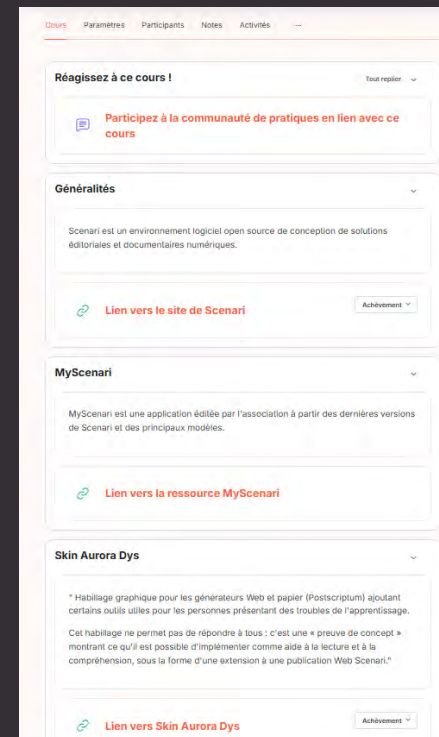 Cours Paramètres Participants Notes Activités ...
Réagissez à ce cours !
Tout replier
Participez à la communauté de pratiques en lien avec ce
cours
Généralités
Scenari est un environnement logiciel open source de conception de solutions
éditoriales et documentaires numériques.
Lien vers le site de Scenari
Achèvement
MyScenari
MyScenari est une application éditée par l'association à partir des dernières versions
de Scenari et des principaux modèles.
Lien vers la ressource MyScenari
Skin Aurora Dys
" Habillage graphique pour les générateurs Web et papier (Postscriptum) ajoutant
certains outils utiles pour les personnes présentant des troubles de l'apprentissage.
Cet habillage ne permet pas de répondre à tous : c'est une « preuve de concept »
montrant ce qu'il est possible d'implémenter comme aide à la lecture et à la
compréhension, sous la forme d'une extension à une publication Web Scenari."
Lien vers Skin Aurora Dys
Achèvement